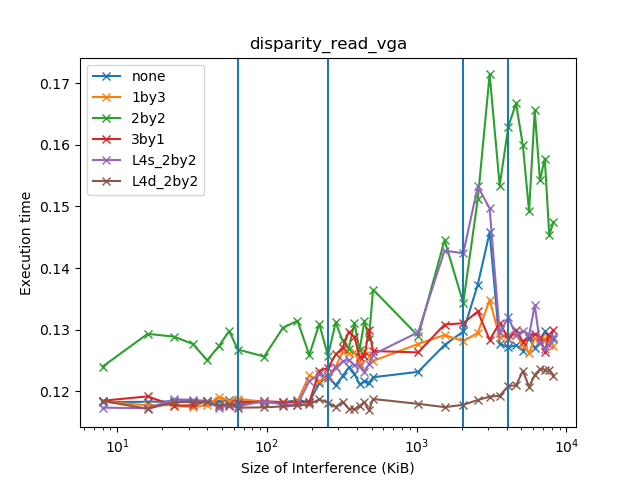 disparity_read_vga
none
1by3
2by2
3by1
L4s_2by2
L4d_2by2
Execution time
0.17
0.16
0.15
0.14
0.13
0.12
10¹
10²
10³
10⁴
Size of Interference (KiB)